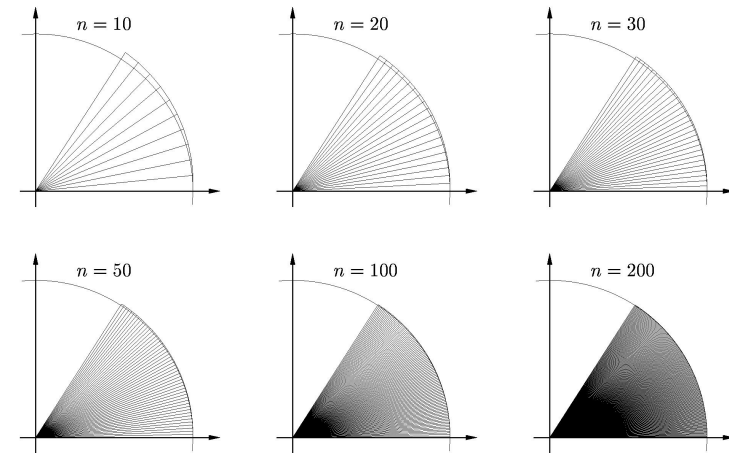 n = 10
n = 20
n = 30
n = 50
n = 100
n = 200